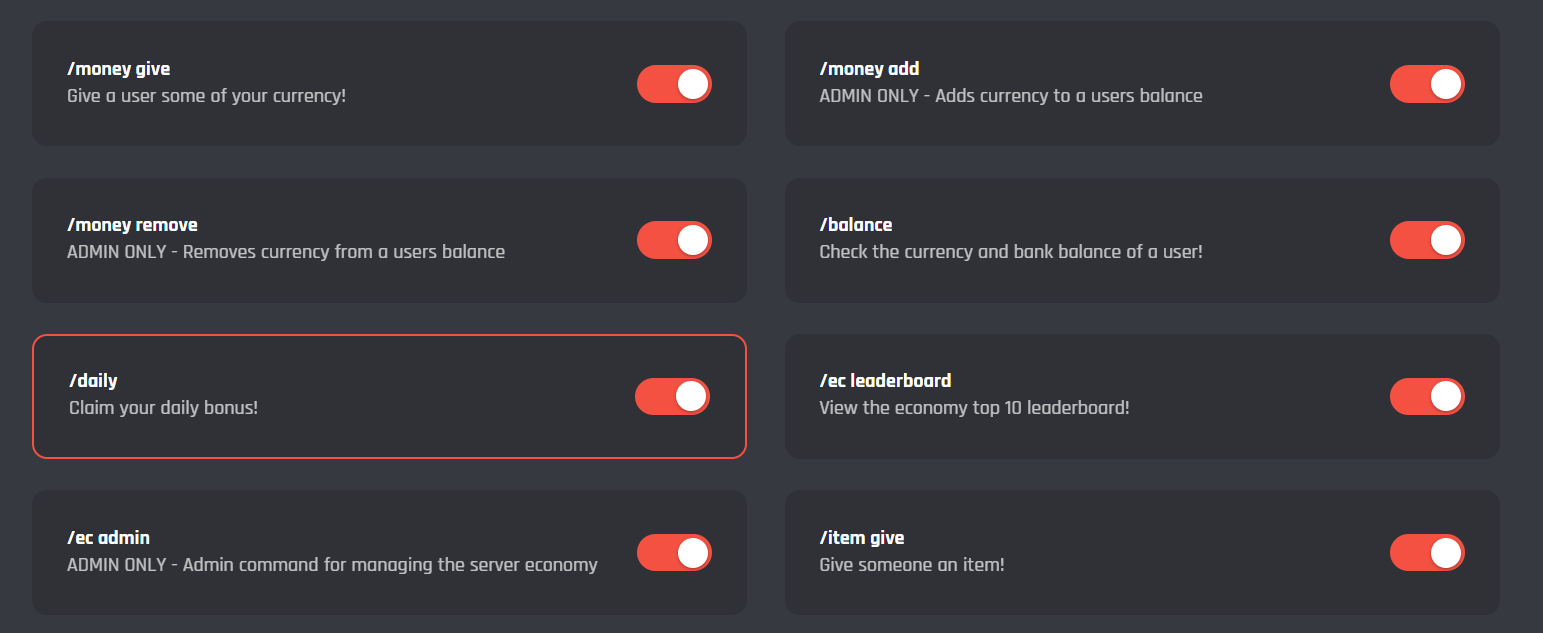 /money give
Give a user some of your currency!
/money add
ADMIN ONLY - Adds currency to a users balance
/money remove
ADMIN ONLY - Removes currency from a users balance
/balance
Check the currency and bank balance of a user!
/daily
Claim your daily bonus!
/ec leaderboard
View the economy top 10 leaderboard!
/ec admin
ADMIN ONLY - Admin command for managing the server economy
/item give
Give someone an item!